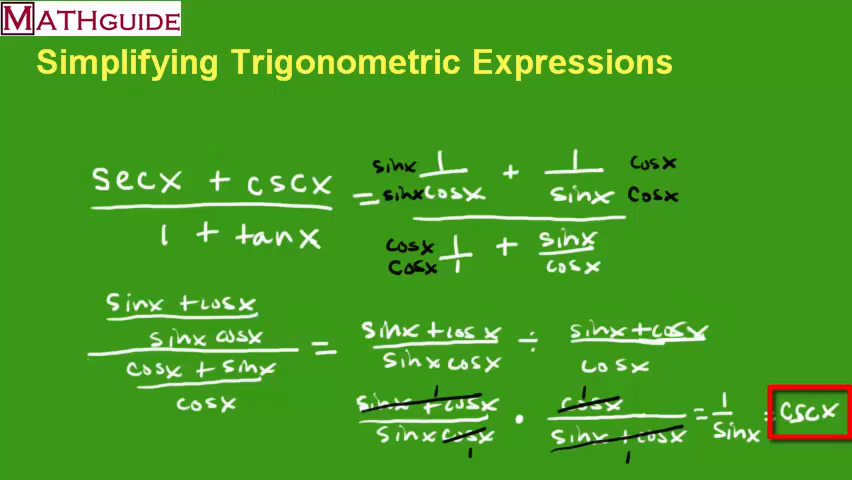 MATHGUIDE
Simplifying Trigonometric Expressions
sinx 1 + 1 cosx
secx + cscx = sinx cosx sinx cosx
1 + tanx
cosx 1 + sinx
cosx 1 cosx
sinx + cosx
sinx cosx
cosx + sinx
cosx
= sinx + cosx ÷ sinx + cosx
sinx cosx cosx
sinx + cosx 1 · cosx 1 = 1 = cscx
sinx cosx 1 sinx + cosx 1 sinx